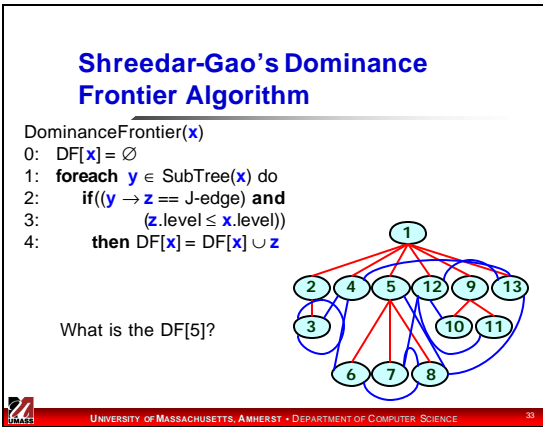 Shreedar-Gao's Dominance
Frontier Algorithm
DominanceFrontier(x)
0: DF[x] = ∅
1: foreach y ∈ SubTree(x) do
2: if((y → z == J-edge) and
3: (z.level ≤ x.level))
4: then DF[x] = DF[x] ∪ z
1
2 4 5 12 9 13
What is the DF[5]?
3 10 11
6 7 8
UMASS
UNIVERSITY OF MASSACHUSETTS, AMHERST • DEPARTMENT OF COMPUTER SCIENCE 33